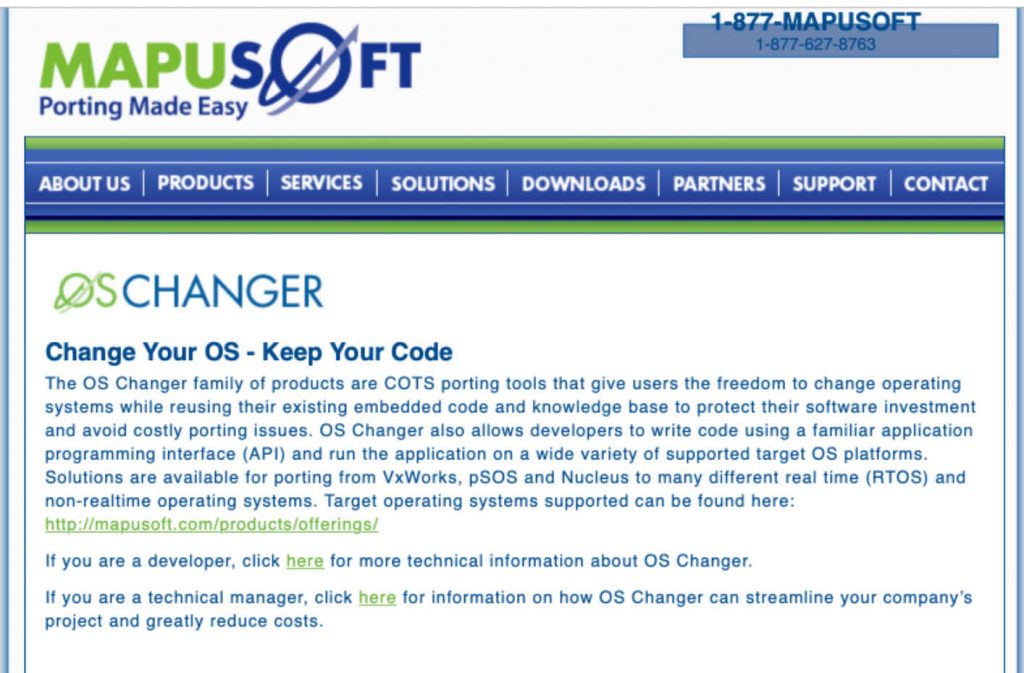 MAPUSOFT
Porting Made Easy
1-877-MAPUSOFT
1-877-627-8763
ABOUT US PRODUCTS SERVICES SOLUTIONS DOWNLOADS PARTNERS SUPPORT CONTACT
OS CHANGER
Change Your OS - Keep Your Code
The OS Changer family of products are COTS porting tools that give users the freedom to change operating
systems while reusing their existing embedded code and knowledge base to protect their software investment
and avoid costly porting issues. OS Changer also allows developers to write code using a familiar application
programming interface (API) and run the application on a wide variety of supported target OS platforms.
Solutions are available for porting from VxWorks, pSOS and Nucleus to many different real time (RTOS) and
non-realtime operating systems. Target operating systems supported can be found here:
http://mapusoft.com/products/offerings/
If you are a developer, click here for more technical information about OS Changer.
If you are a technical manager, click here for information on how OS Changer can streamline your company's
project and greatly reduce costs.